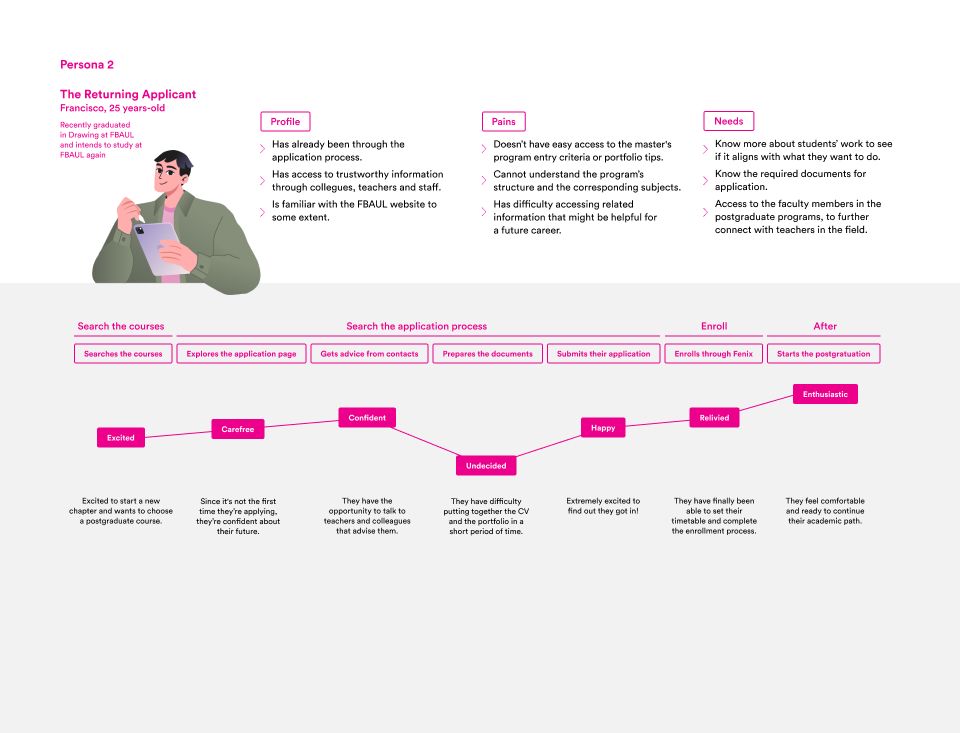 Persona 2
The Returning Applicant
Francisco, 25 years-old
Recently graduated
in Drawing at FBAUL
and intends to study at
FBAUL again
Profile
Has already been through the
application process.
Has access to trustworthy information
through collegues, teachers and staff.
Is familiar with the FBAUL website to
some extent.
Pains
Doesn't have easy access to the master's
program entry criteria or portfolio tips.
Cannot understand the program's
structure and the corresponding subjects.
Has difficulty accessing related
information that might be helpful for
a future career.
Needs
Know more about students' work to see
if it aligns with what they want to do.
Know the required documents for
application.
Access to the faculty members in the
postgraduate programs, to further
connect with teachers in the field.
Search the courses
Search the application process
Enroll
After
Searches the courses
Explores the application page
Gets advice from contacts
Prepares the documents
Submits their application
Enrolls through Fenix
Starts the postgratuation
Excited
Carefree
Confident
Undecided
Happy
Relivied
Enthusiastic
Excited to start a new
chapter and wants to choose
a postgraduate course.
Since it's not the first
time they're applying,
they're confident about
their future.
They have the
opportunity to talk to
teachers and colleagues
that advise them.
They have difficulty
putting together the CV
and the portfolio in a
short period of time.
Extremely excited to
find out they got in!
They have finally been
able to set their
timetable and complete
the enrollment process.
They feel comfortable
and ready to continue
their academic path.